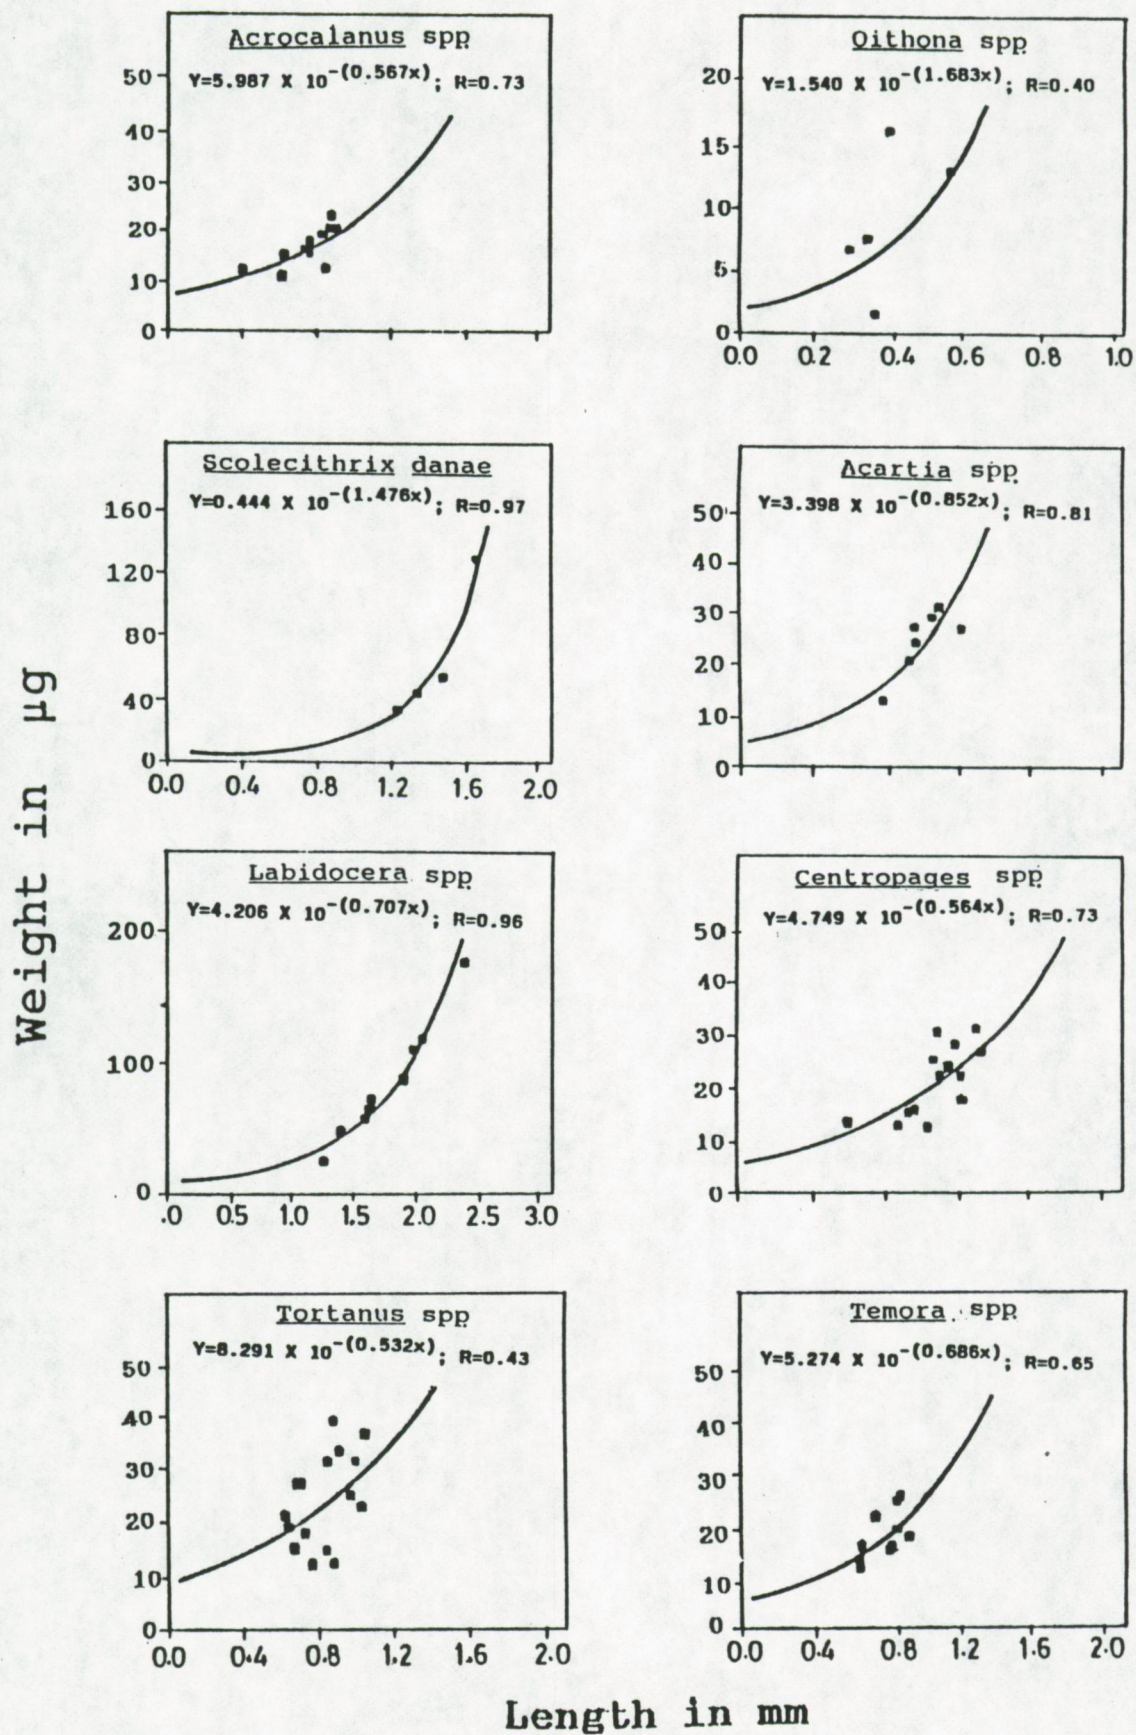 Acrocalanus spp
Y=5.987 X 10-(0.567x); R=0.73
50
40
30
20
10
0
Oithona spp
Y=1.540 X 10-(1.683x); R=0.40
20
15
10
5
0
0.0 0.2 0.4 0.6 0.8 1.0
Scolecithrix danae
Y=0.444 X 10-(1.476x); R=0.97
160
120
80
40
0
0.0 0.4 0.8 1.2 1.6 2.0
Acartia spp
Y=3.398 X 10-(0.852x); R=0.81
50
40
30
20
10
0
Weight in µg
Labidocera spp
Y=4.206 X 10-(0.707x); R=0.96
200
100
0
.0 0.5 1.0 1.5 2.0 2.5 3.0
Centropages spp
Y=4.749 X 10-(0.564x); R=0.73
50
40
30
20
10
0
Tortanus spp
Y=8.291 X 10-(0.532x); R=0.43
50
40
30
20
10
0
0.0 0.4 0.8 1.2 1.6 2.0
Temora spp
Y=5.274 X 10-(0.686x); R=0.65
50
40
30
20
10
0
0.0 0.4 0.8 1.2 1.6 2.0
Length in mm